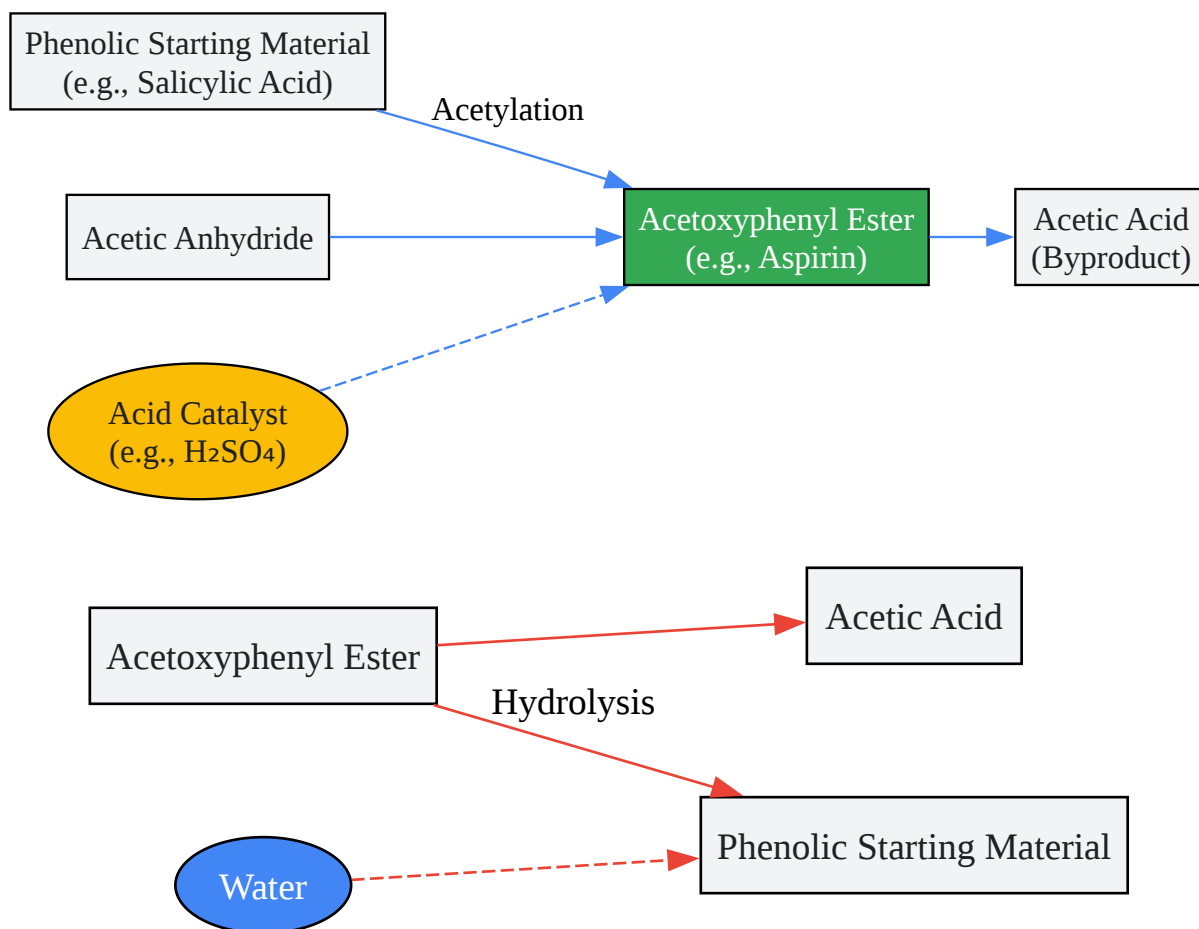 Phenolic Starting Material
(e.g., Salicylic Acid)
Acetylation
Acetic Anhydride
Acetoxyphenyl Ester
(e.g., Aspirin)
Acetic Acid
(Byproduct)
Acid Catalyst
(e.g., H₂SO₄)
Acetic Acid
Acetoxyphenyl Ester
Hydrolysis
Phenolic Starting Material
Water